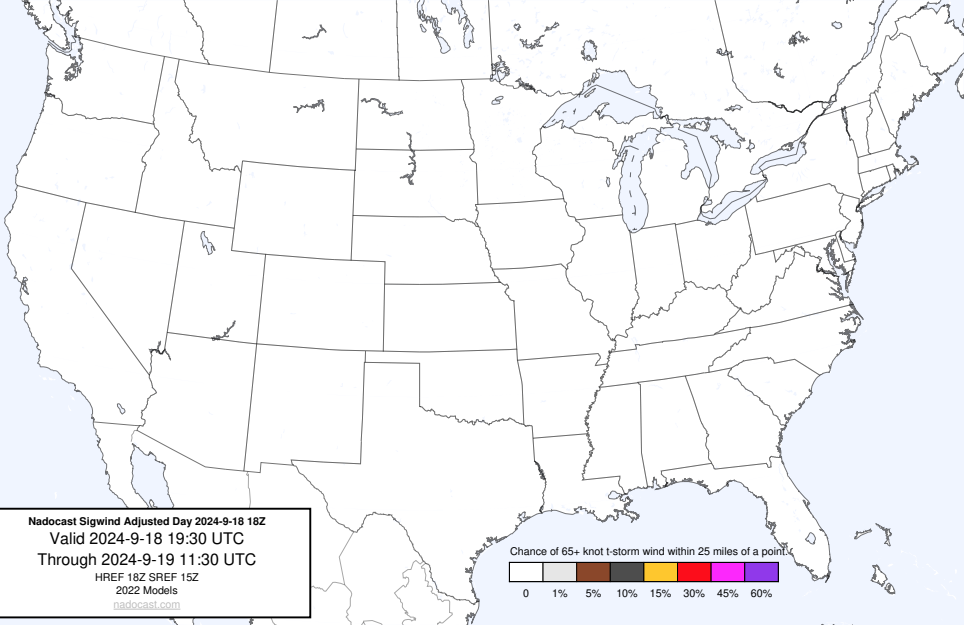 Nadocast Sigwind Adjusted Day 2024-9-18 18Z
Valid 2024-9-18 19:30 UTC
Through 2024-9-19 11:30 UTC
HREF 18Z SREF 15Z
2022 Models
nadocast.com
Chance of 65+ knot t-storm wind within 25 miles of a point.
0 1% 5% 10% 15% 30% 45% 60%